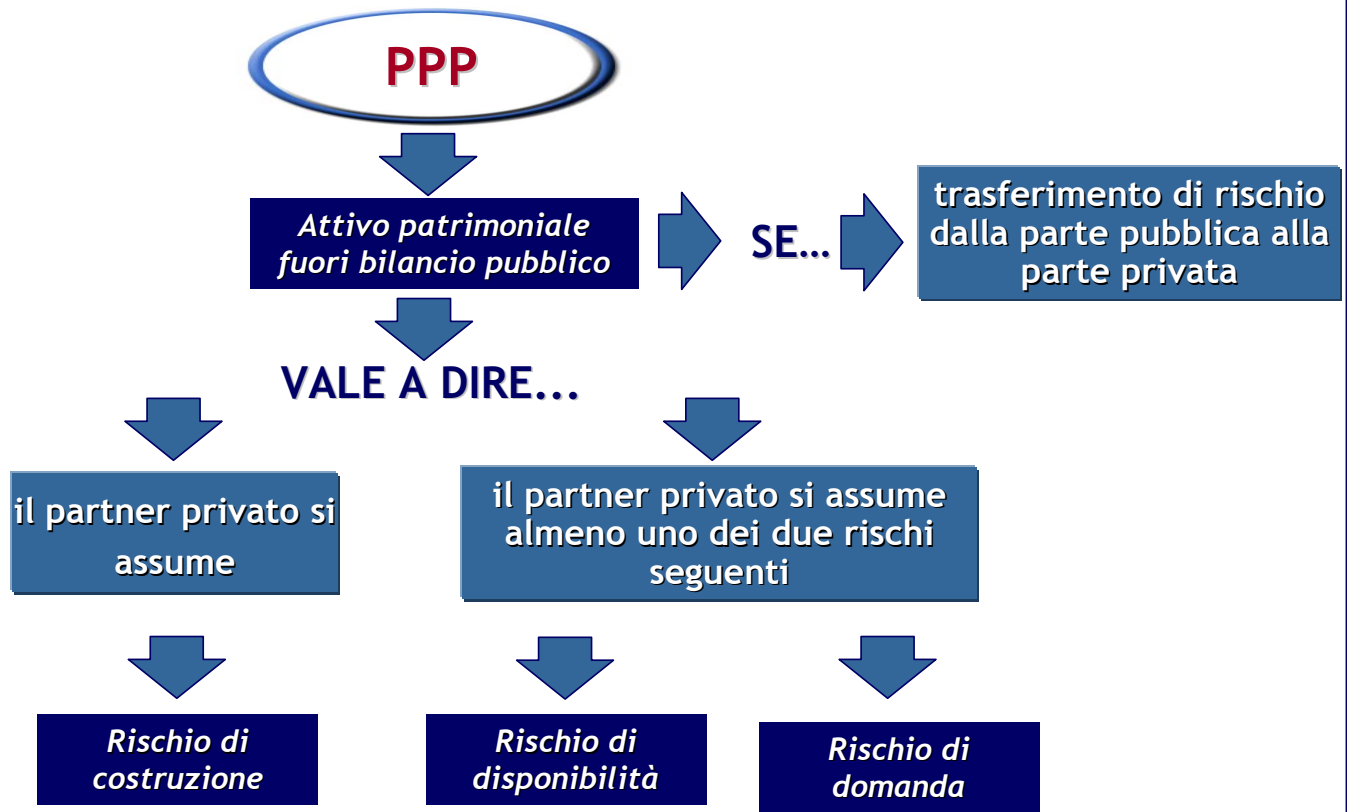 PPP
Attivo patrimoniale
fuori bilancio pubblico
SE...
trasferimento di rischio
dalla parte pubblica alla
parte privata
VALE A DIRE...
il partner privato si
assume
il partner privato si assume
almeno uno dei due rischi
seguenti
Rischio di
costruzione
Rischio di
disponibilità
Rischio di
domanda